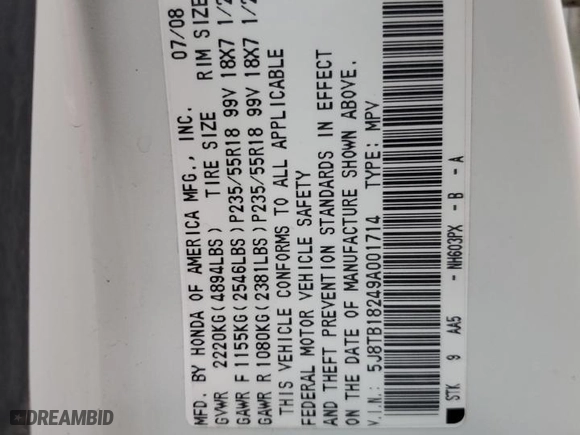 MFD. BY HONDA OF AMERICA MFG., INC. 07/08
GVWR 2220KG(4894LBS) TIRE SIZE RIM SIZE
GAWR F 1155KG(2546LBS)P235/55R18 99V 18X7 1/2
GAWR R 1080KG(2381LBS)P235/55R18 99V 18X7 1/2
THIS VEHICLE CONFORMS TO ALL APPLICABLE
FEDERAL MOTOR VEHICLE SAFETY
AND THEFT PREVENTION STANDARDS IN EFFECT
ON THE DATE OF MANUFACTURE SHOWN ABOVE.
V.I.N.: 5J8TB18249A001714 TYPE: MPV
STK 9 AA5 - NH603PX - B - A
DREAMBID